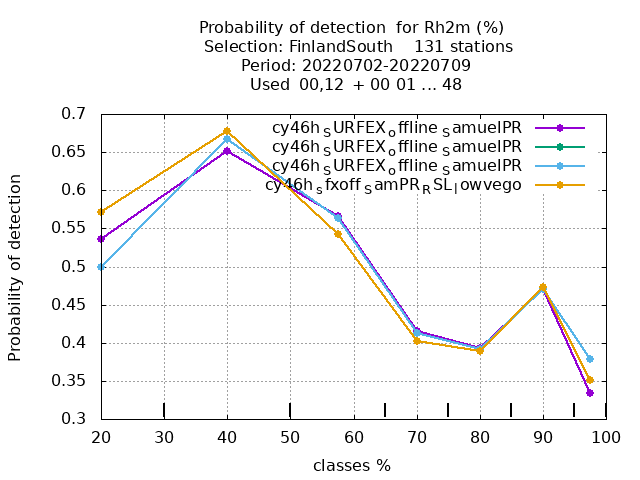 Probability of detection for Rh2m (%)
Selection: FinlandSouth 131 stations
Period: 20220702-20220709
Used 00,12 + 00 01 ... 48
cy46h_SURFEX_offline_SamuelPR
cy46h_SURFEX_offline_SamuelPR
cy46h_SURFEX_offline_SamuelPR
cy46h_sfxoff_SamPR_RSL_lowvego
Probability of detection
0.7
0.65
0.6
0.55
0.5
0.45
0.4
0.35
0.3
20 30 40 50 60 70 80 90 100
classes %